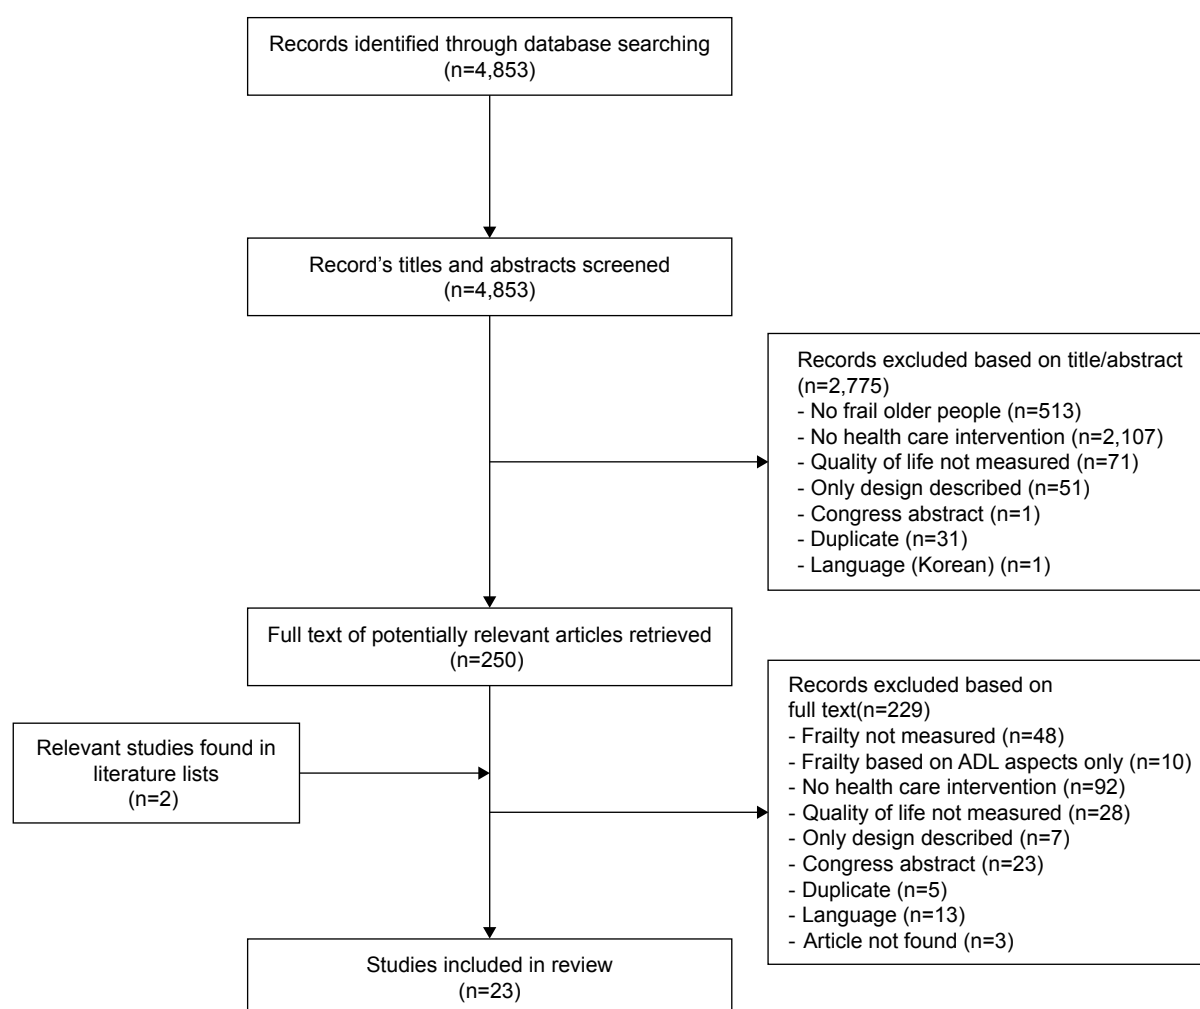 Records identified through database searching
(n=4,853)
Record’s titles and abstracts screened
(n=4,853)
Records excluded based on title/abstract
(n=2,775)
- No frail older people (n=513)
- No health care intervention (n=2,107)
- Quality of life not measured (n=71)
- Only design described (n=51)
- Congress abstract (n=1)
- Duplicate (n=31)
- Language (Korean) (n=1)
Full text of potentially relevant articles retrieved
(n=250)
Relevant studies found in
literature lists
(n=2)
Records excluded based on
full text(n=229)
- Frailty not measured (n=48)
- Frailty based on ADL aspects only (n=10)
- No health care intervention (n=92)
- Quality of life not measured (n=28)
- Only design described (n=7)
- Congress abstract (n=23)
- Duplicate (n=5)
- Language (n=13)
- Article not found (n=3)
Studies included in review
(n=23)